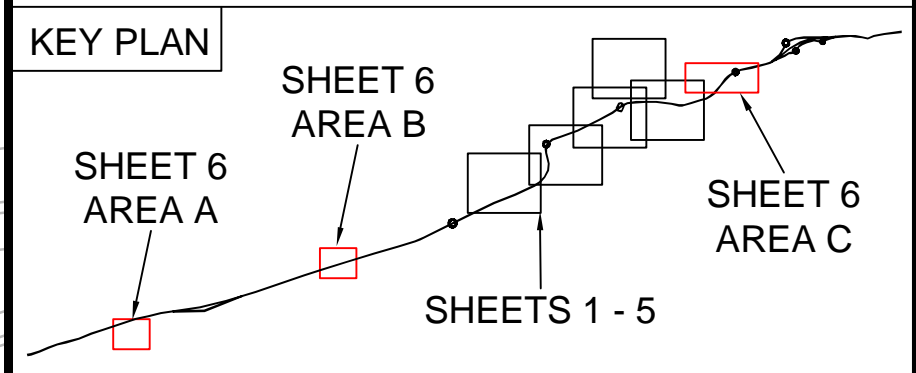 KEY PLAN
SHEET 6
AREA B
SHEET 6
AREA A
SHEET 6
AREA C
SHEETS 1 - 5